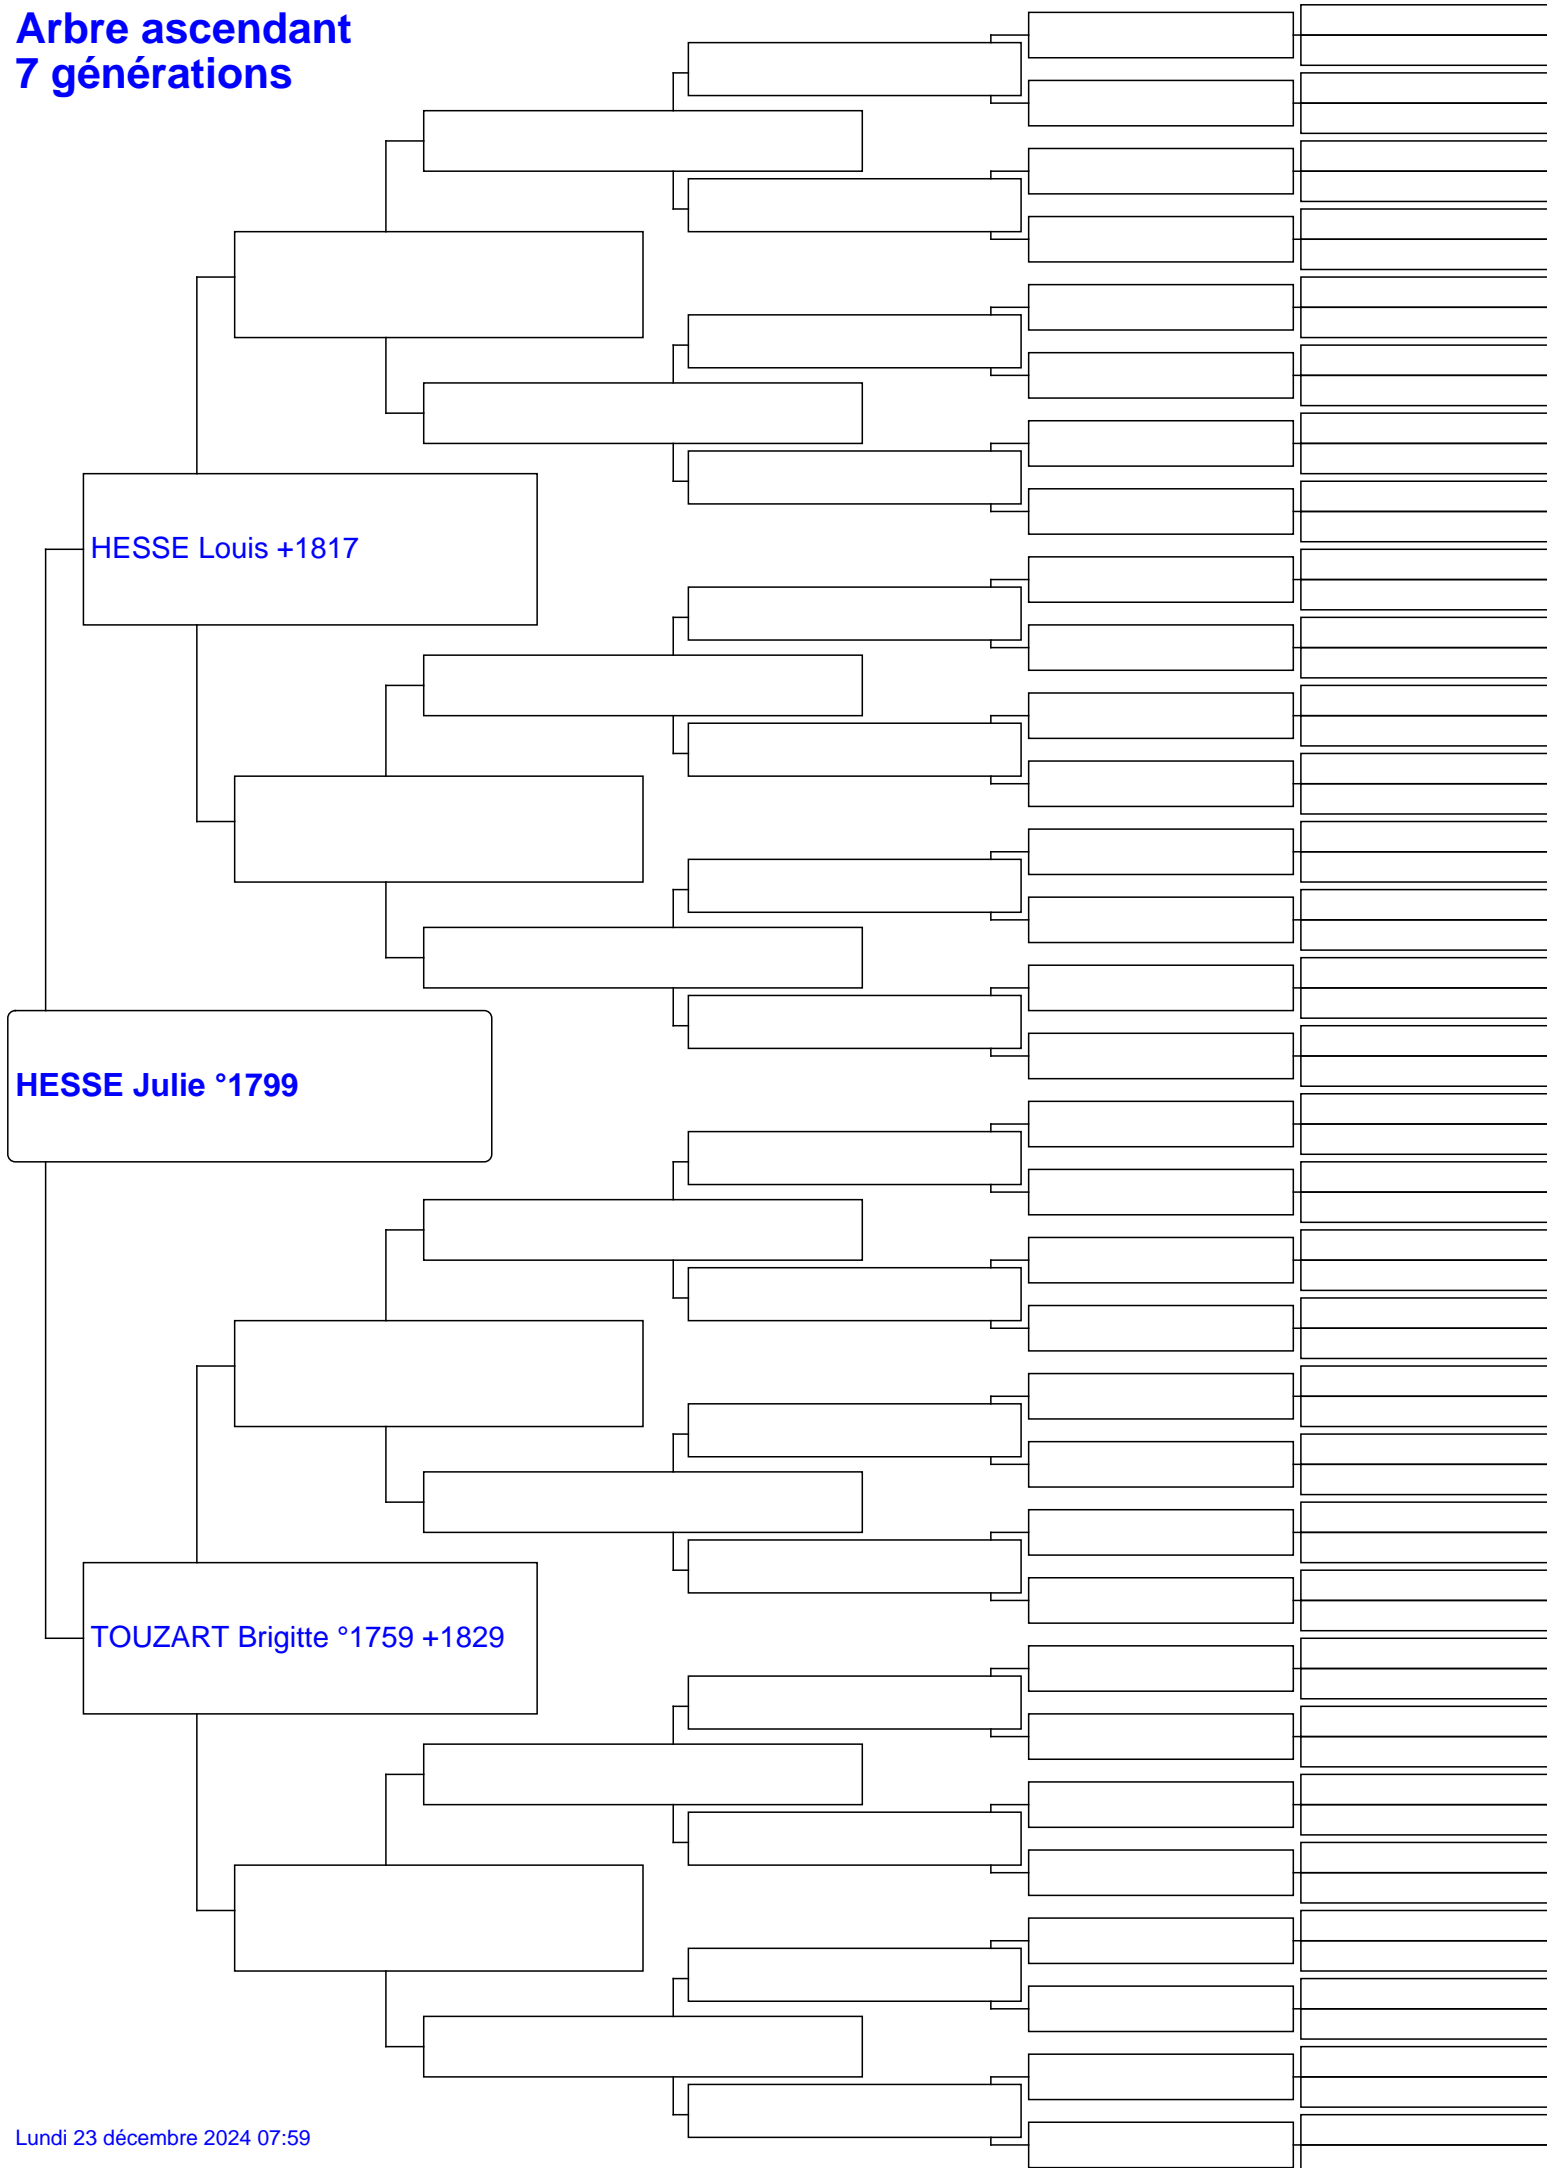 Arbre ascendant
7 générations
HESSE Louis +1817
HESSE Julie °1799
TOUZART Brigitte °1759 +1829
Lundi 23 décembre 2024 07:59